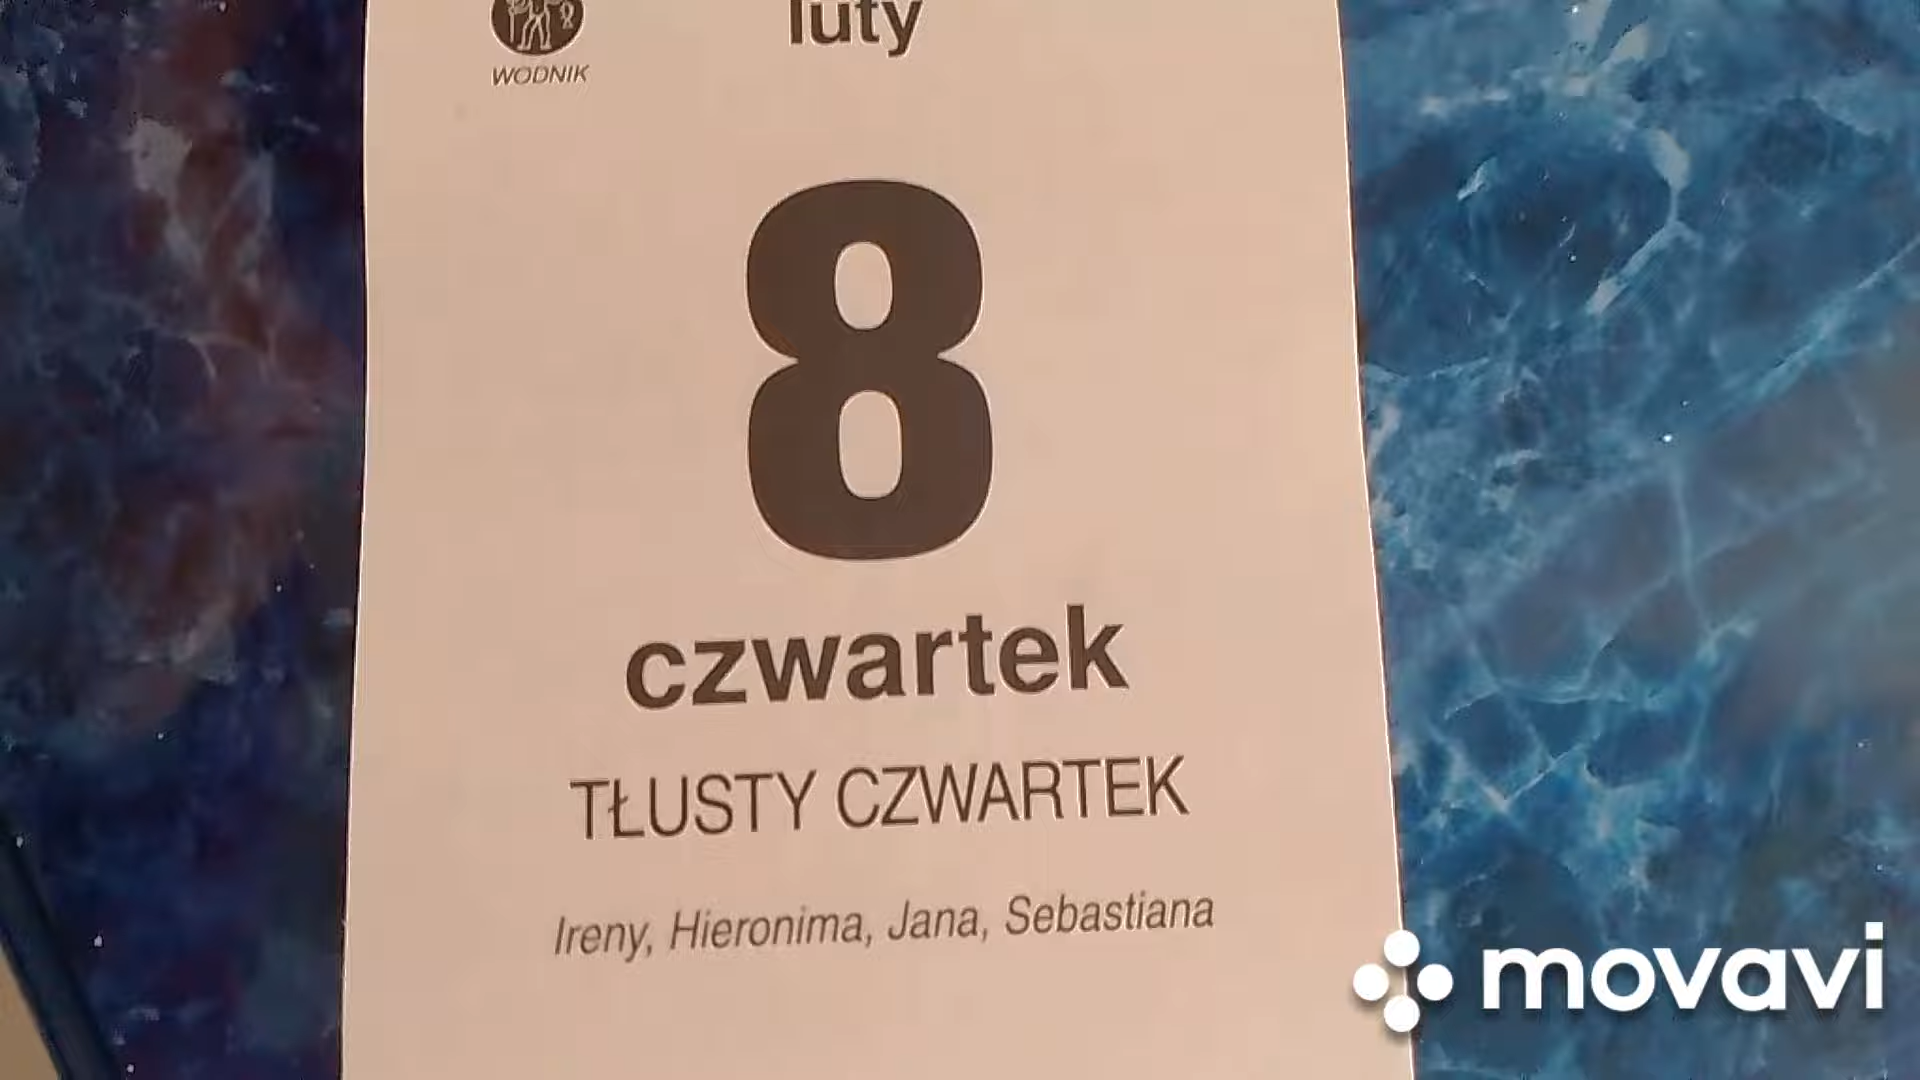 luty
WODNIK
8
czwartek
TŁUSTY CZWARTEK
Ireny, Hieronima, Jana, Sebastiana
movavi